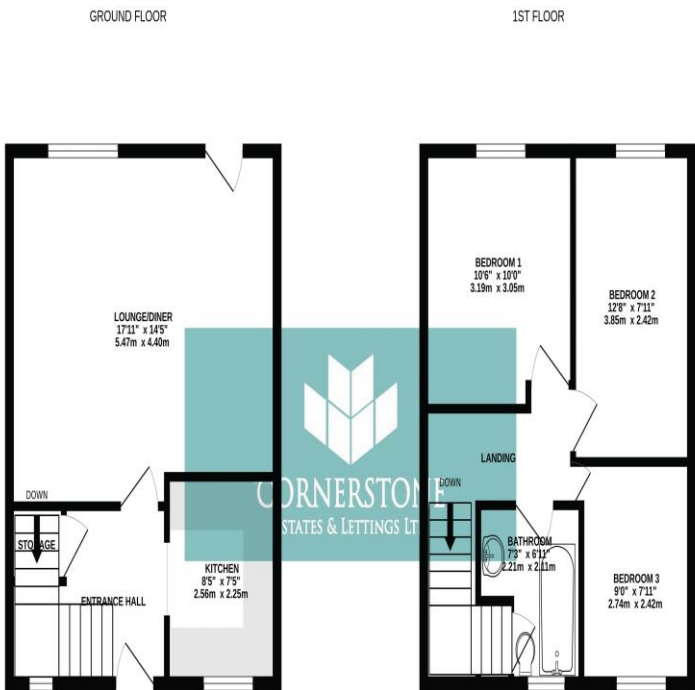 GROUND FLOOR
1ST FLOOR
LOUNGE/DINER
17'11" x 14'5"
5.47m x 4.40m
DOWN
STORAGE
ENTRANCE HALL
KITCHEN
8'5" x 7'5"
2.56m x 2.25m
BEDROOM 1
10'6" x 10'0"
3.19m x 3.05m
BEDROOM 2
12'8" x 7'11"
3.85m x 2.42m
LANDING
DOWN
BATHROOM
7'3" x 6'11"
2.21m x 2.11m
BEDROOM 3
9'0" x 7'11"
2.74m x 2.42m
CORNERSTONE
STATES & LETTINGS LT